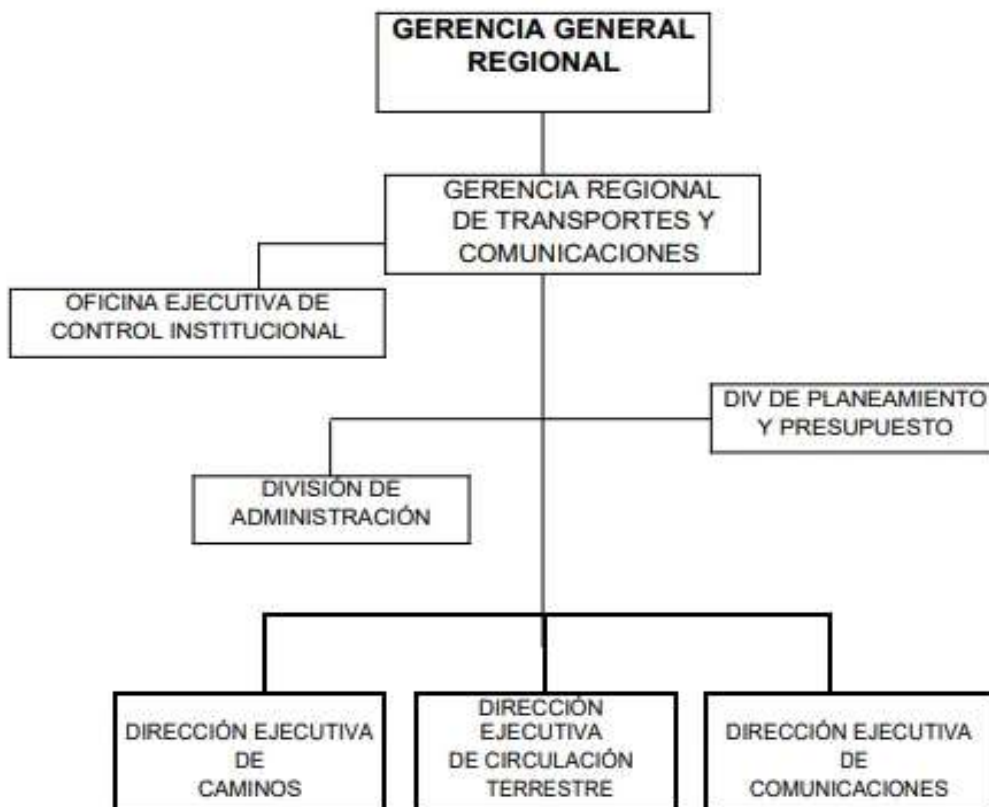 GERENCIA GENERAL
REGIONAL
GERENCIA REGIONAL
DE TRANSPORTES Y
COMUNICACIONES
OFICINA EJECUTIVA DE
CONTROL INSTITUCIONAL
DIV DE PLANEAMIENTO
Y PRESUPUESTO
DIVISIÓN DE
ADMINISTRACIÓN
DIRECCIÓN EJECUTIVA
DE
CAMINOS
DIRECCIÓN
EJECUTIVA
DE CIRCULACIÓN
TERRESTRE
DIRECCIÓN EJECUTIVA
DE
COMUNICACIONES